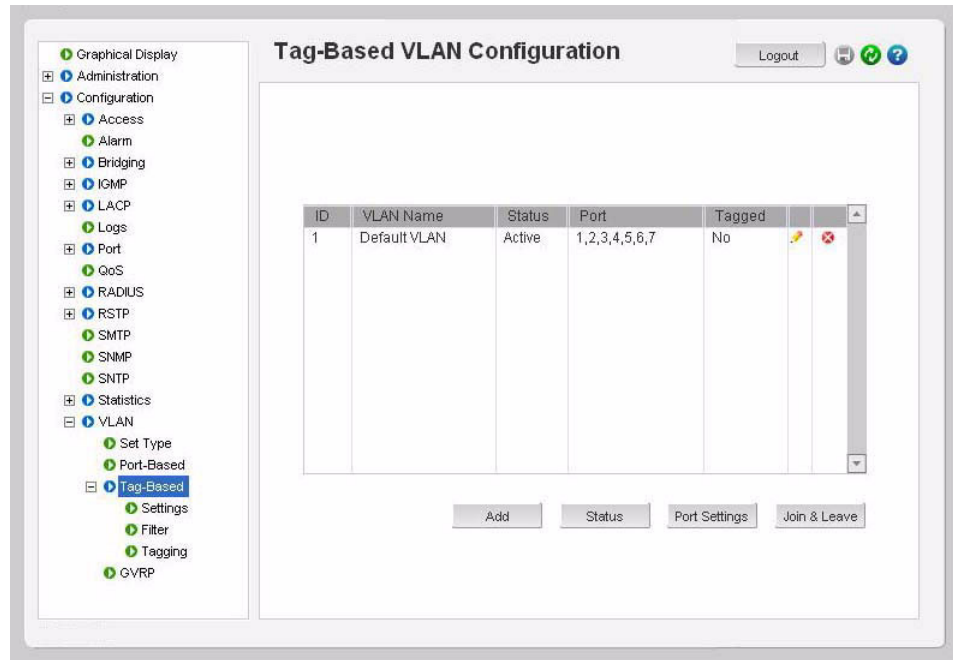 Tag-Based VLAN Configuration
Logout
Graphical Display
Administration
Configuration
Access
Alarm
Bridging
IGMP
LACP
Logs
Port
QoS
RADIUS
RSTP
SMTP
SNMP
SNTP
Statistics
VLAN
Set Type
Port-Based
Tag-Based
Settings
Filter
Tagging
GVRP
ID VLAN Name Status Port Tagged
1 Default VLAN Active 1,2,3,4,5,6,7 No
Add Status Port Settings Join & Leave